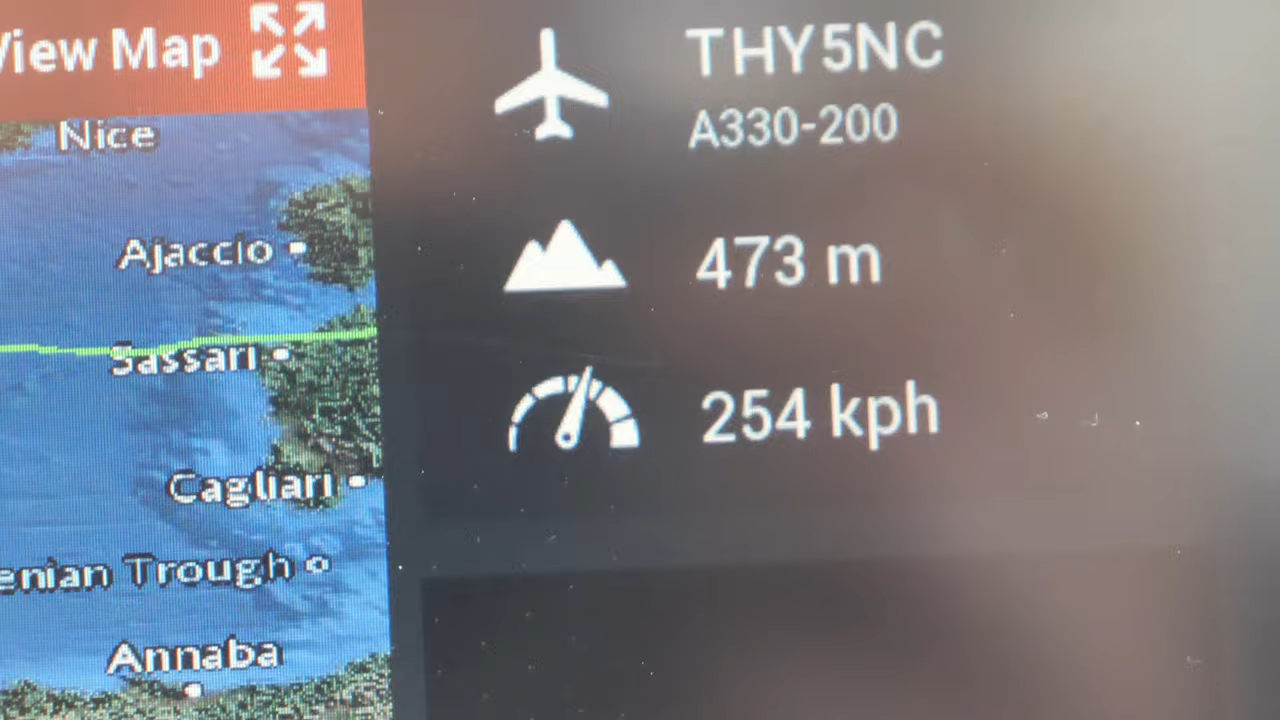 View Map
Nice
Ajaccio
Sassari
Cagliari
enian Trough
Annaba
THY5NC
A330-200
473 m
254 kph